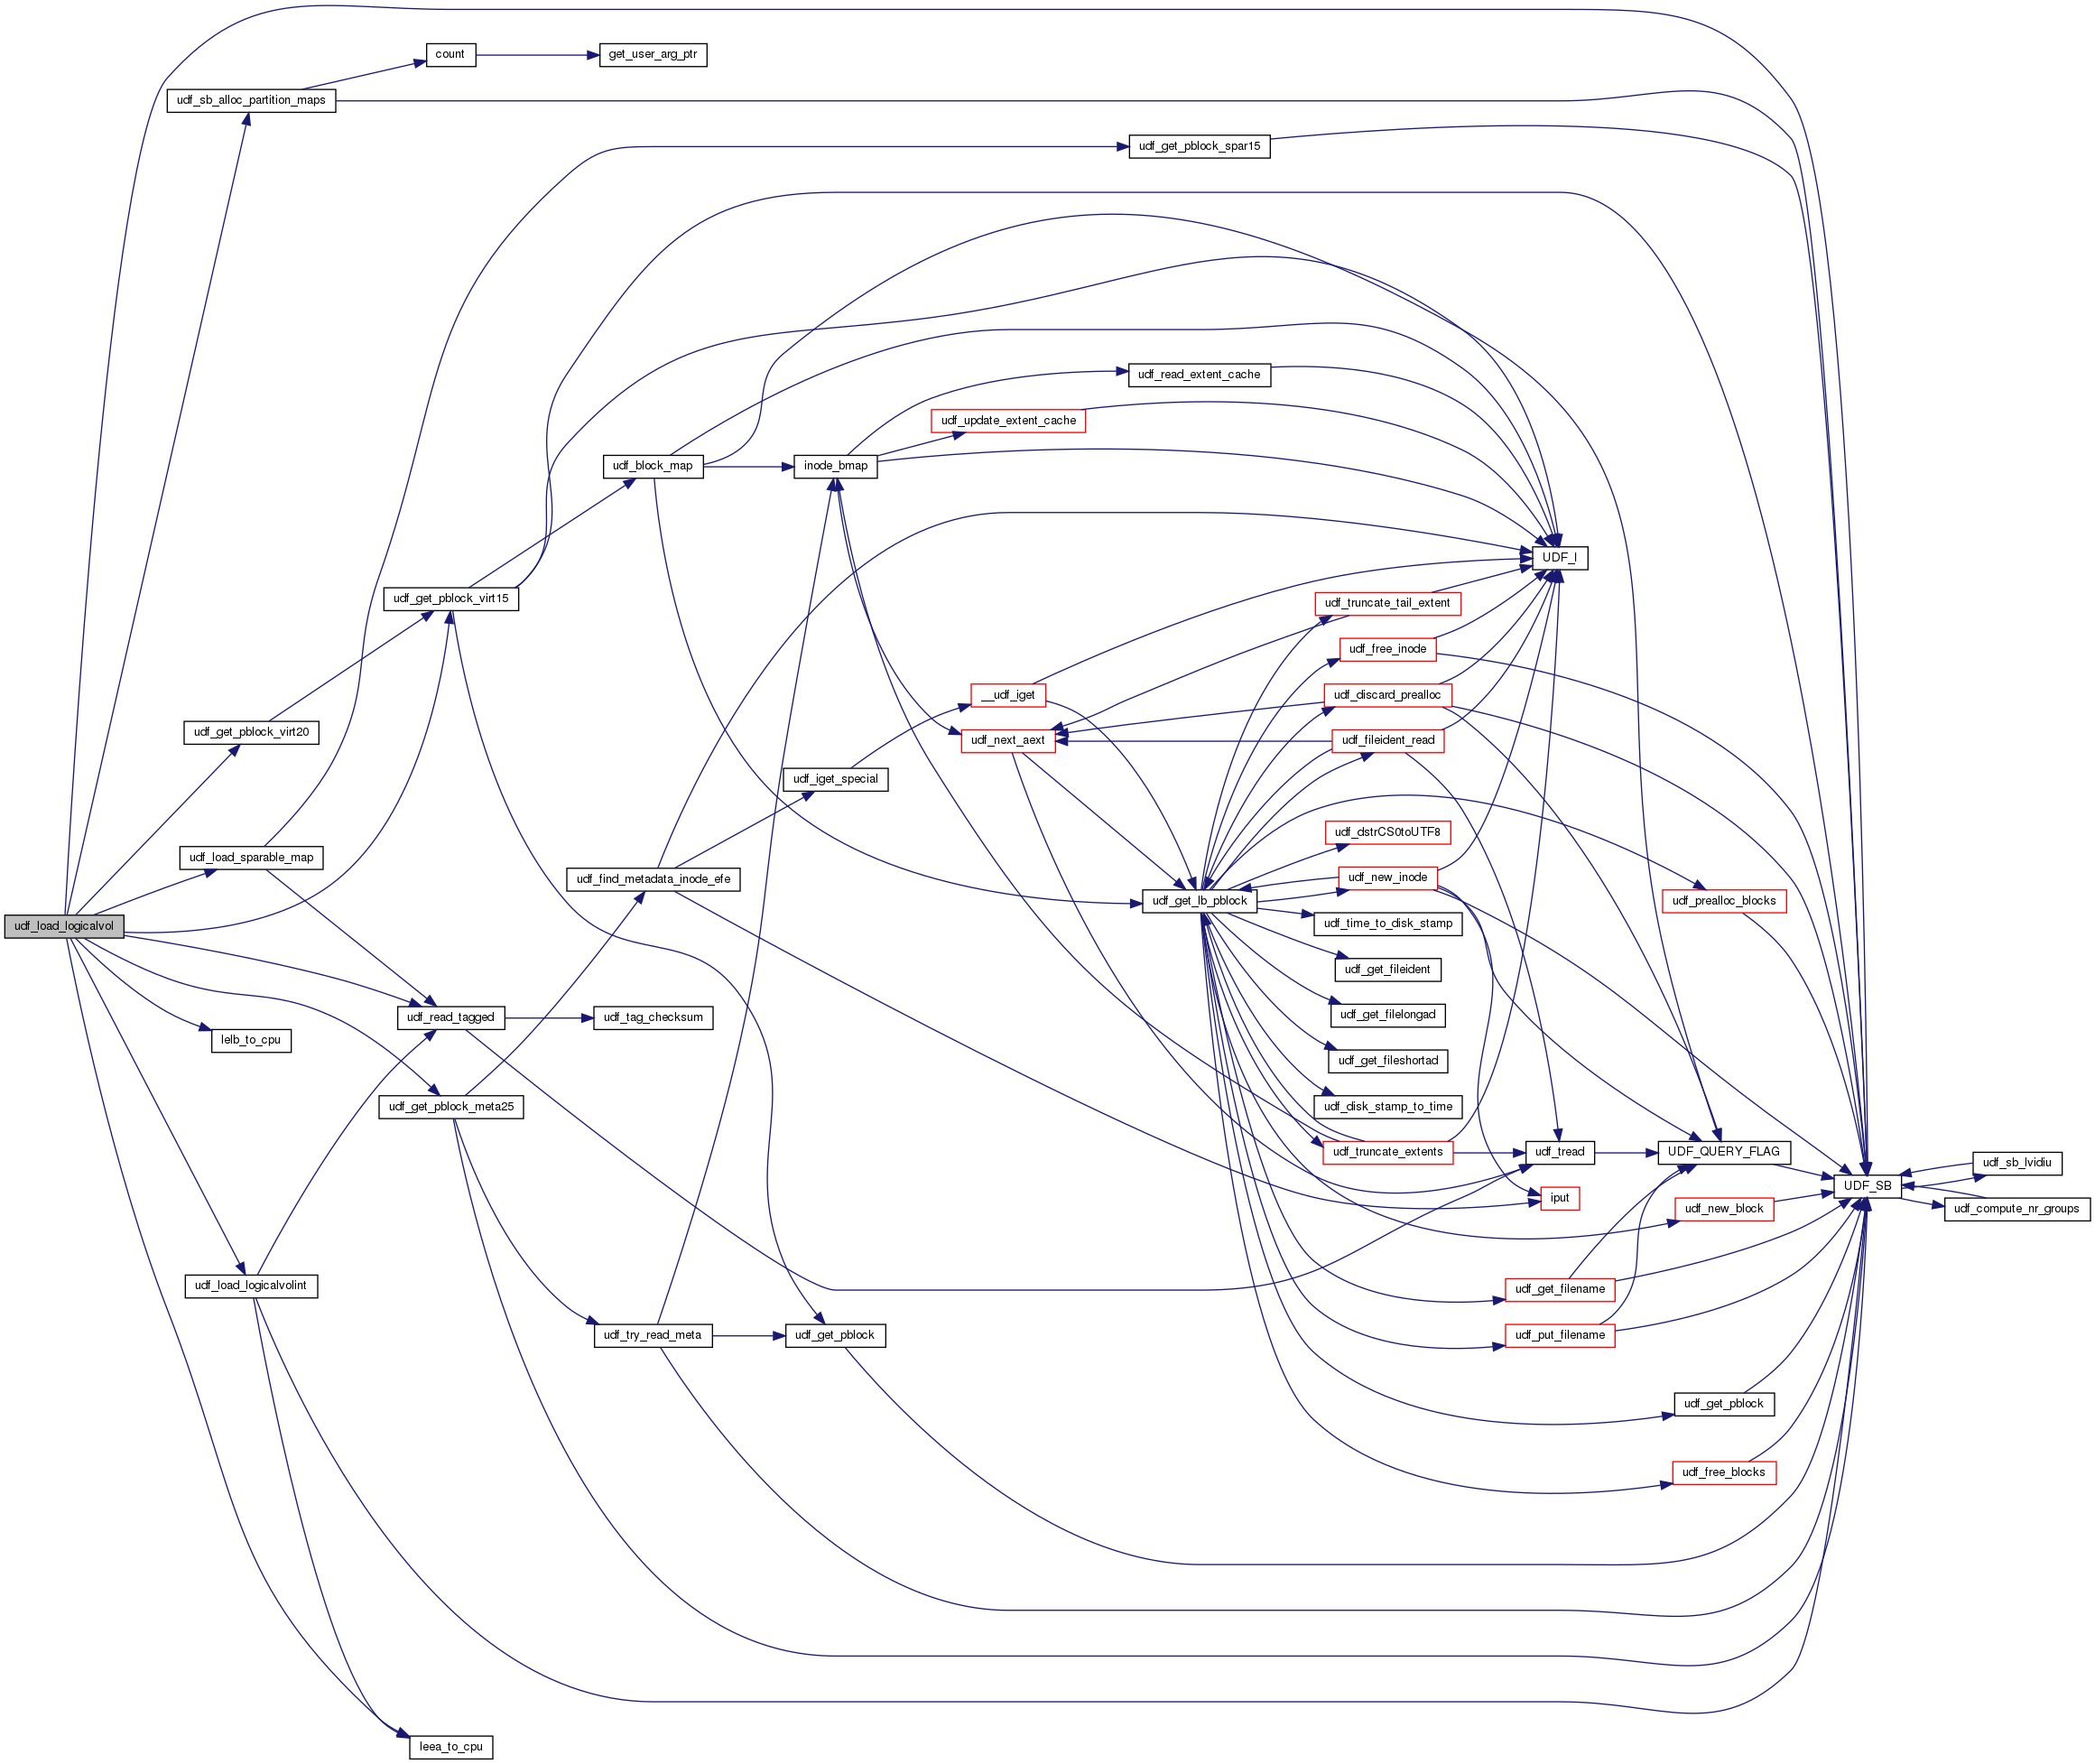 count
get_user_arg_ptr
udf_sb_alloc_partition_maps
udf_get_pblock_spar15
udf_read_extent_cache
udf_update_extent_cache
udf_block_map
inode_bmap
UDF_I
udf_get_pblock_virt15
udf_truncate_tail_extent
udf_free_inode
__udf_iget
udf_discard_prealloc
udf_get_pblock_virt20
udf_next_aext
udf_fileident_read
udf_iget_special
udf_dstrCS0toUTF8
udf_load_sparable_map
udf_find_metadata_inode_efe
udf_new_inode
udf_get_lb_pblock
udf_prealloc_blocks
udf_load_logicalvol
udf_time_to_disk_stamp
udf_get_fileident
udf_read_tagged
udf_tag_checksum
udf_get_filelongad
lelb_to_cpu
udf_get_fileshortad
udf_get_pblock_meta25
udf_disk_stamp_to_time
udf_truncate_extents
udf_tread
UDF_QUERY_FLAG
udf_sb_lvidiu
UDF_SB
iput
udf_new_block
udf_compute_nr_groups
udf_load_logicalvolint
udf_get_filename
udf_try_read_meta
udf_get_pblock
udf_put_filename
udf_get_pblock
udf_free_blocks
leea_to_cpu